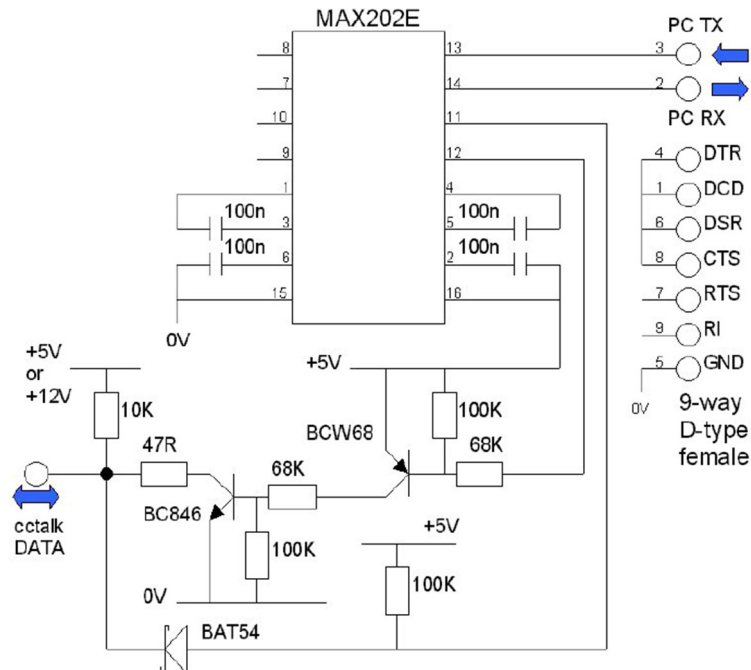 MAX202E
PC TX
8
13
3
7
14
2
PC RX
10
11
9
12
4
DTR
1
4
1
DCD
100n
3
5
100n
6
DSR
100n
6
2
100n
8
CTS
15
16
7
RTS
0V
9
RI
+5V
or
+12V
+5V
5
GND
10K
100K
0V
9-way
D-type
female
BCW68
47R
68K
68K
BC846
cctalk
DATA
100K
+5V
0V
100K
BAT54